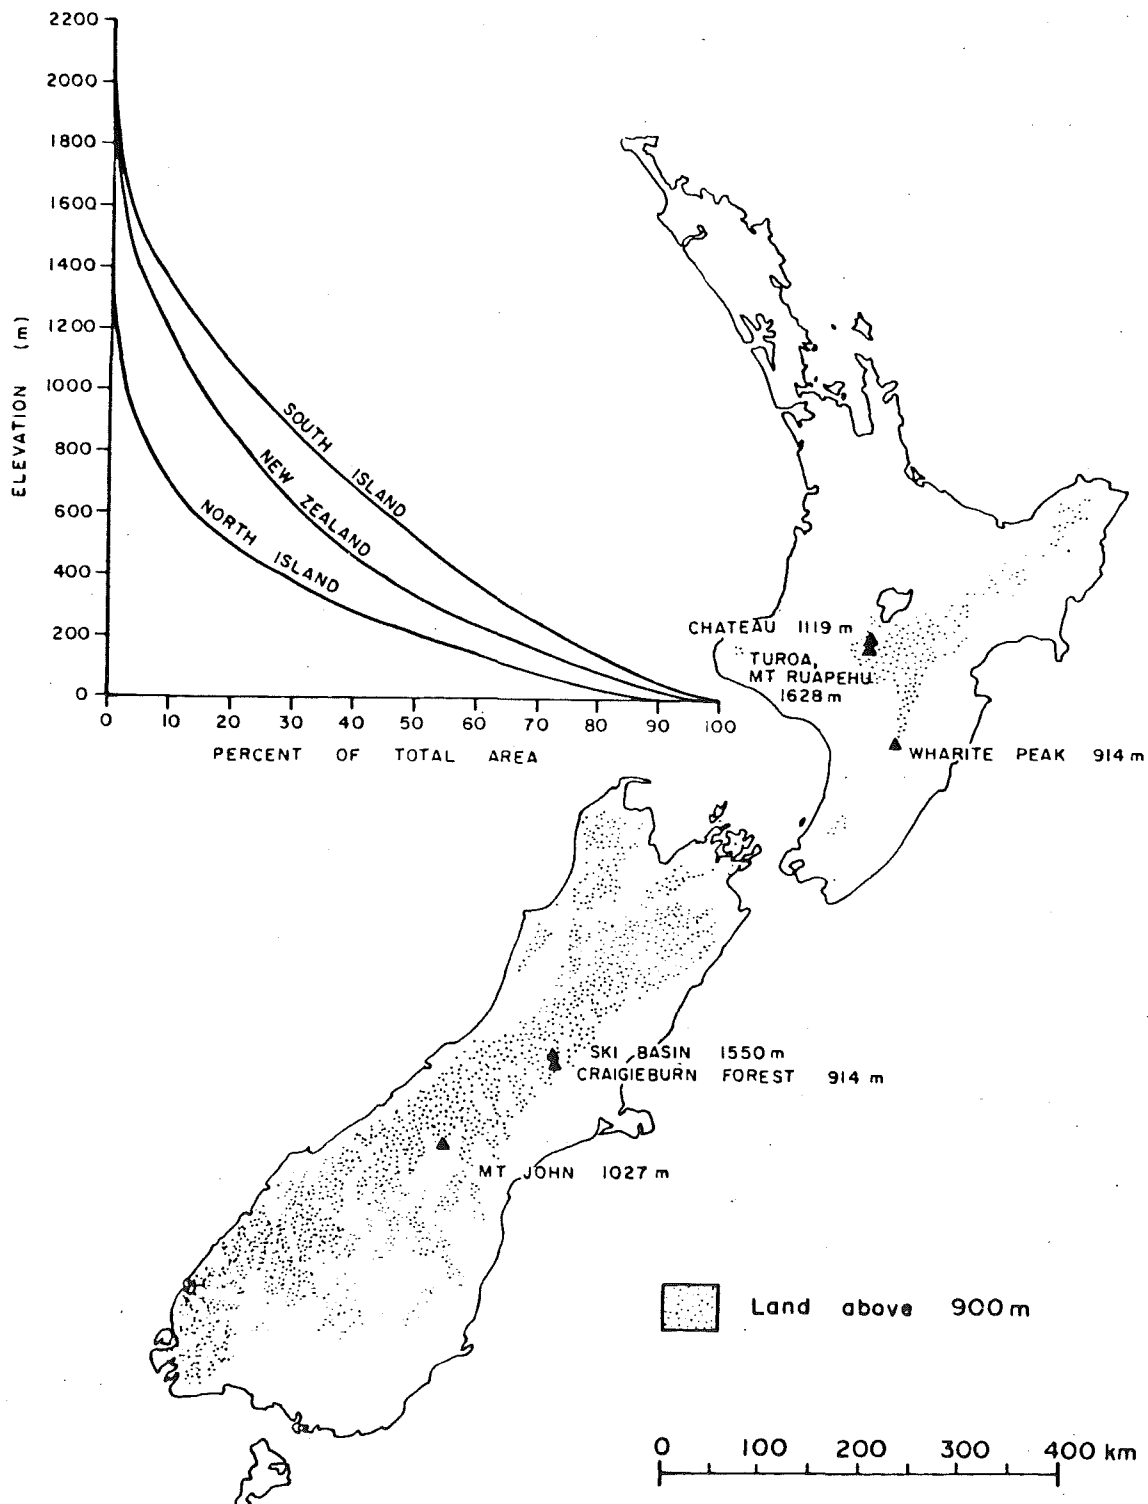 2200
2000
1800
1600
1400
1200
1000
800
600
400
200
0
ELEVATION (m)
SOUTH ISLAND
NEW ZEALAND
NORTH ISLAND
0 10 20 30 40 50 60 70 80 90 100
PERCENT OF TOTAL AREA
CHATEAU 1119 m
TUROA,
MT RUAPEHU
1628 m
WHARITE PEAK 914 m
SKI BASIN 1550 m
CRAIGIEBURN FOREST 914 m
MT JOHN 1027 m
Land above 900 m
0 100 200 300 400 km